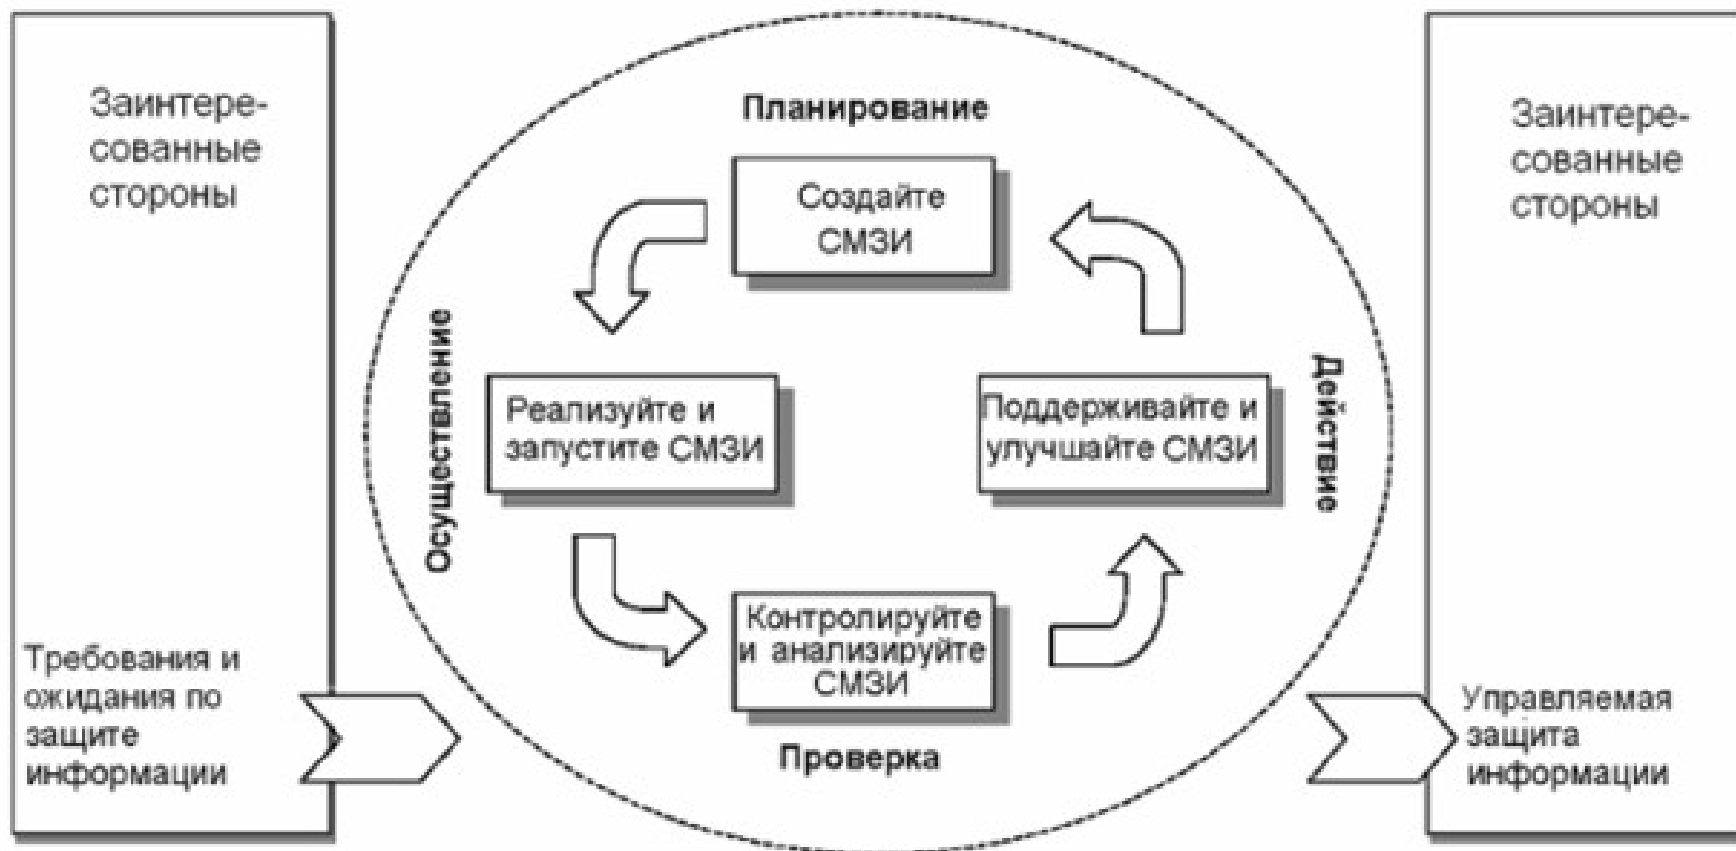 Заинтере-
сованные
стороны
Требования и
ожидания по
защите
информации
Планирование
Создайте
СМЗИ
Осуществление
Реализуйте и
запустите СМЗИ
Поддерживайте и
улучшайте СМЗИ
Действие
Контролируйте
и анализируйте
СМЗИ
Проверка
Заинтере-
сованные
стороны
Управляемая
защита
информации